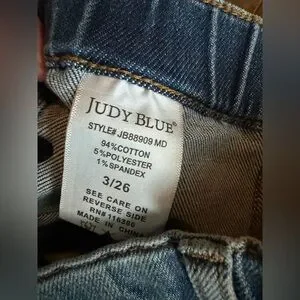 JUDY BLUE®
STYLE# JB88909 MD
94%COTTON
5%POLYESTER
1%SPANDEX
3/26
SEE CARE ON
REVERSE SIDE
RN#116386
MADE IN CHINA